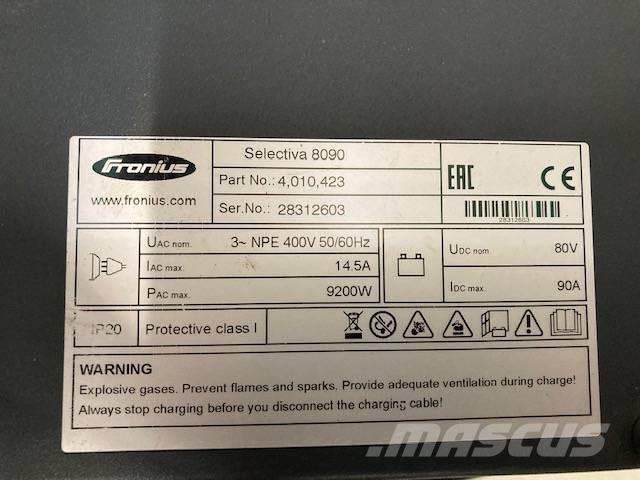 Fronius
www.fronius.com
Selectiva 8090
Part No.: 4,010,423
Ser.No.: 28312603
EAC CE
28312603
UAC nom. 3~ NPE 400V 50/60Hz
IAC max. 14.5A
PAC max. 9200W
UDC nom. 80V
IDC max. 90A
IP20 Protective class I
WARNING
Explosive gases. Prevent flames and sparks. Provide adequate ventilation during charge!
Always stop charging before you disconnect the charging cable!
MASCUS